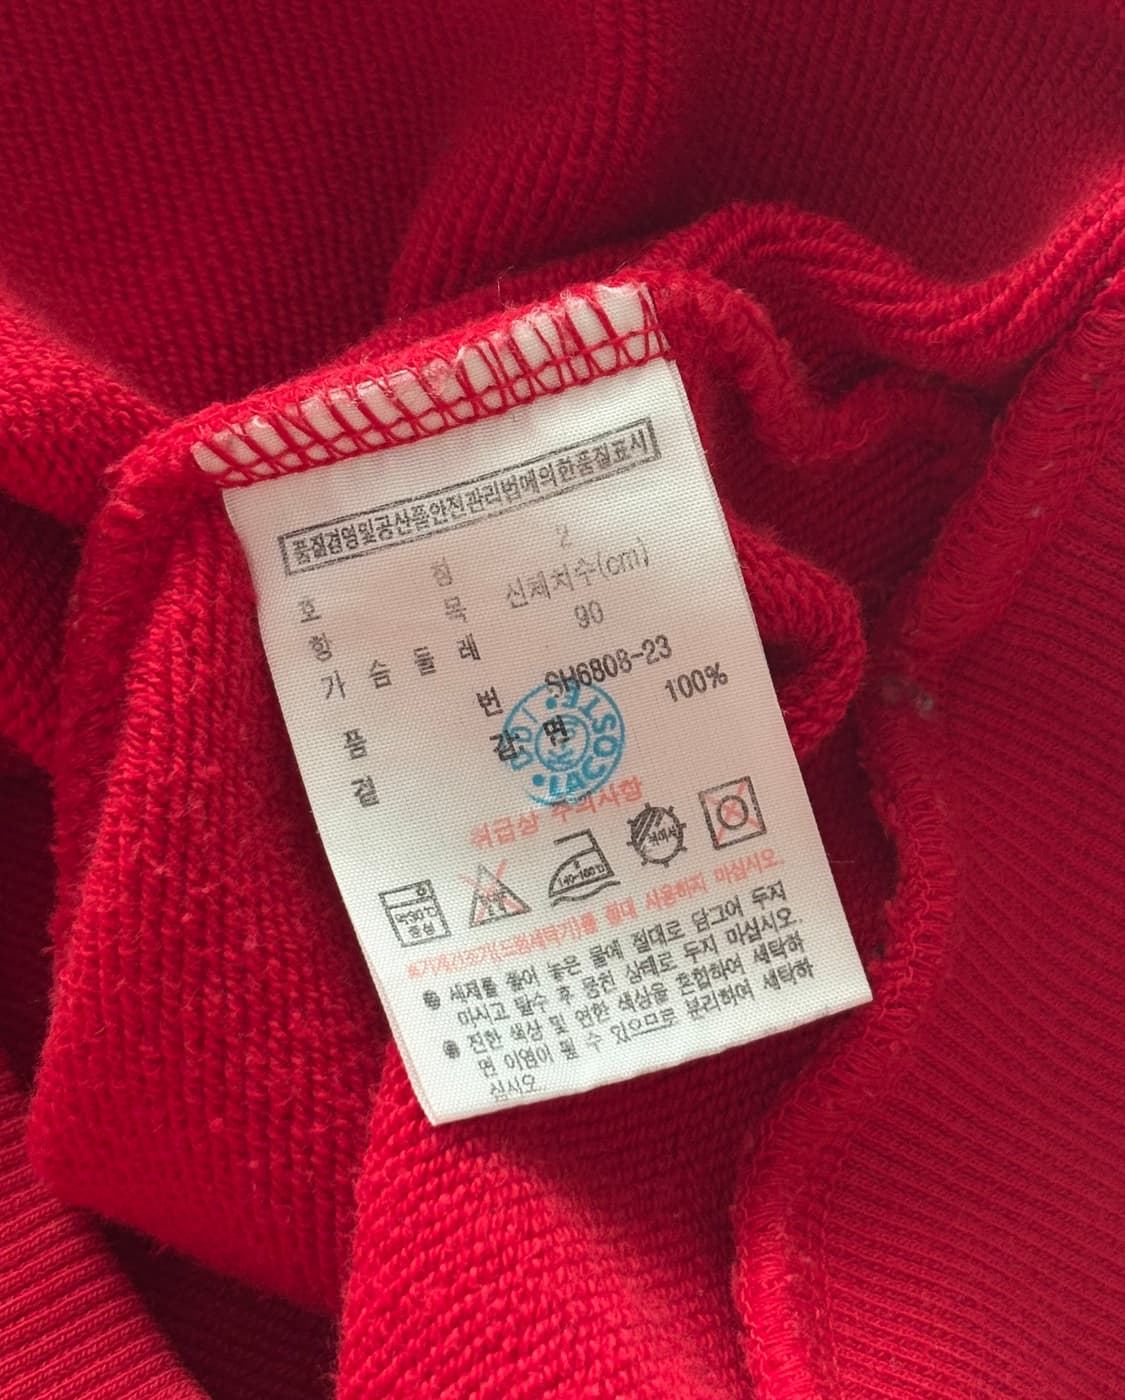 품질경영및공산품안전관리법에의한품질표시
호 칭 2
항 목 신체치수(cm)
가 슴 둘 레 90
품 번 SH6808-23
겉 감 면 100%
LACOSTE
취급상 주의사항
약30℃
중성
140~160℃
※기계건조기(드럼세탁기)를 절대 사용하지 마십시오.
● 세제를 풀어 놓은 물에 절대로 담그어 두지
마시고 탈수 후 뭉친 상태로 두지 마십시오.
● 진한 색상 및 연한 색상을 혼합하여 세탁하
면 이염이 될 수 있으므로 분리하여 세탁하
십시오.